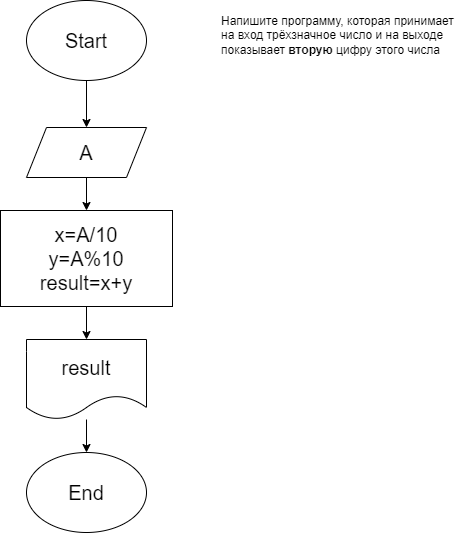 Start
Напишите программу, которая принимает
на вход трёхзначное число и на выходе
показывает вторую цифру этого числа
A
x=A/10
y=A%10
result=x+y
result
End